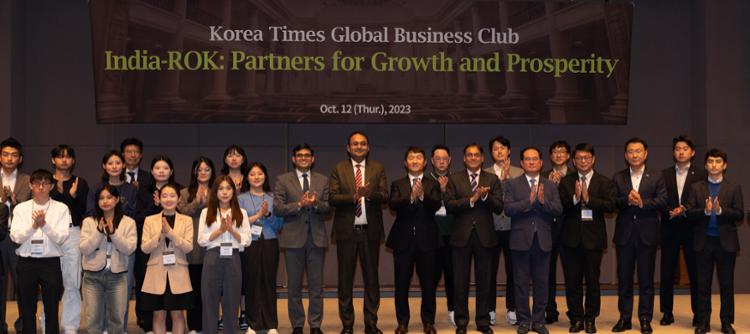 Korea Times Global Business Club
India-ROK: Partners for Growth and Prosperity
Oct. 12 (Thur.), 2023